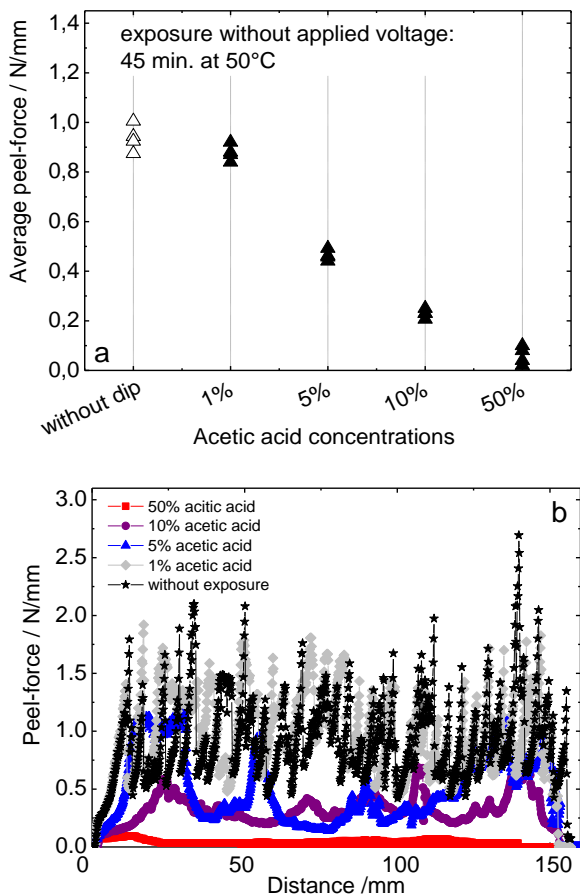 1,4
1,2
1,0
0,8
0,6
0,4
0,2
0,0
Average peel-force / N/mm
exposure without applied voltage:
45 min. at 50°C
a
without dip
1%
5%
10%
50%
Acetic acid concentrations
3.0
2.5
2.0
1.5
1.0
0.5
0.0
Peel-force / N/mm
50% acitic acid
10% acetic acid
5% acetic acid
1% acetic acid
without exposure
b
0
50
100
150
Distance /mm